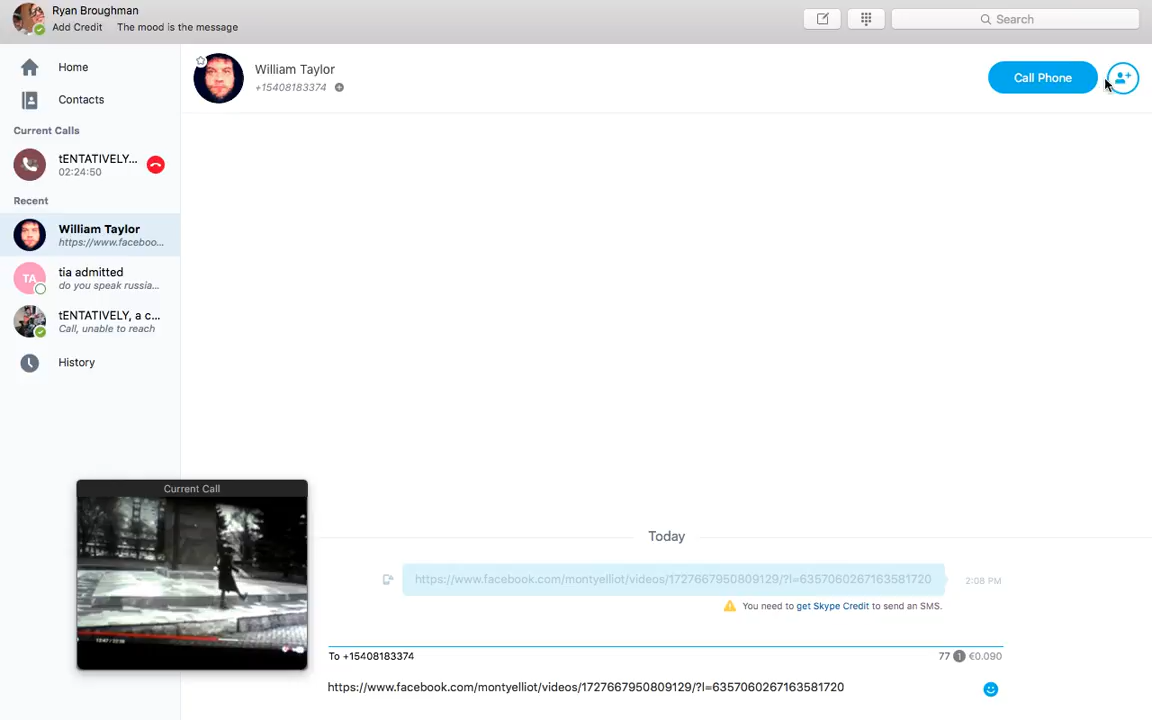 Ryan Broughman
Add Credit The mood is the message
Search
Home
Contacts
Current Calls
tENTATIVELY...
02:24:50
Recent
William Taylor
https://www.faceboo...
TA
tia admitted
do you speak russia...
tENTATIVELY, a c...
Call, unable to reach
History
William Taylor
+15408183374
Call Phone
Current Call
Today
https://www.facebook.com/montyelliot/videos/1727667950809129/?l=6357060267163581720
2:08 PM
You need to get Skype Credit to send an SMS.
To +15408183374
77 1 €0.090
https://www.facebook.com/montyelliot/videos/1727667950809129/?l=6357060267163581720